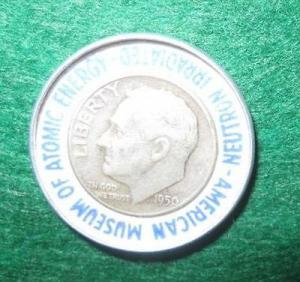 AMERICAN MUSEUM OF ATOMIC ENERGY - NEUTRON IRRADIATED -
LIBERTY
IN GOD
WE TRUST
1950